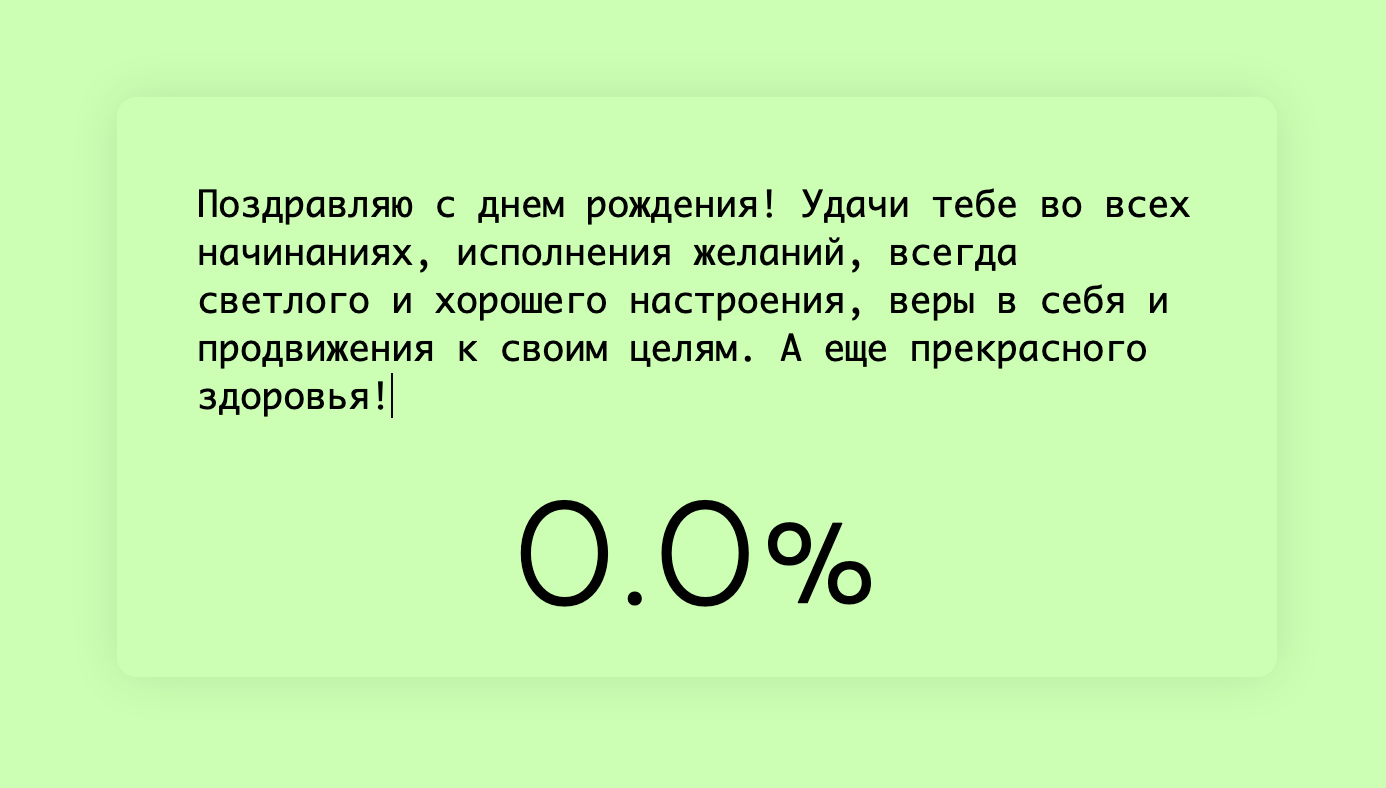 Поздравляю с днем рождения! Удачи тебе во всех
начинаниях, исполнения желаний, всегда
светлого и хорошего настроения, веры в себя и
продвижения к своим целям. А еще прекрасного
здоровья!
0.0%